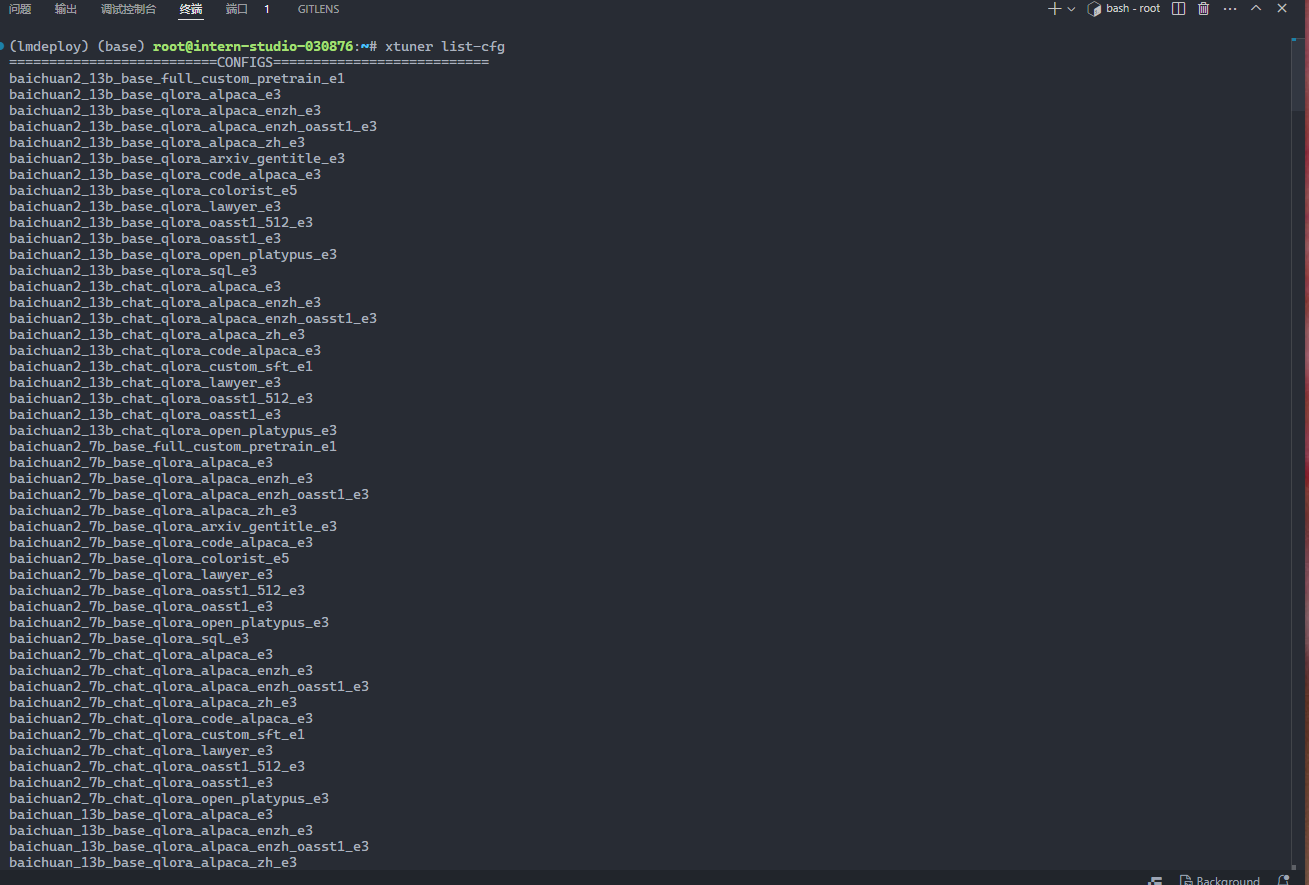 问题 输出 调试控制台 终端 端口 1 GITLENS bash - root
(lmdeploy) (base) root@intern-studio-030876:~# xtuner list-cfg
==========================CONFIGS===========================
baichuan2_13b_base_full_custom_pretrain_e1
baichuan2_13b_base_qlora_alpaca_e3
baichuan2_13b_base_qlora_alpaca_enzh_e3
baichuan2_13b_base_qlora_alpaca_enzh_oasst1_e3
baichuan2_13b_base_qlora_alpaca_zh_e3
baichuan2_13b_base_qlora_arxiv_gentitle_e3
baichuan2_13b_base_qlora_code_alpaca_e3
baichuan2_13b_base_qlora_colorist_e5
baichuan2_13b_base_qlora_lawyer_e3
baichuan2_13b_base_qlora_oasst1_512_e3
baichuan2_13b_base_qlora_oasst1_e3
baichuan2_13b_base_qlora_open_platypus_e3
baichuan2_13b_base_qlora_sql_e3
baichuan2_13b_chat_qlora_alpaca_e3
baichuan2_13b_chat_qlora_alpaca_enzh_e3
baichuan2_13b_chat_qlora_alpaca_enzh_oasst1_e3
baichuan2_13b_chat_qlora_alpaca_zh_e3
baichuan2_13b_chat_qlora_code_alpaca_e3
baichuan2_13b_chat_qlora_custom_sft_e1
baichuan2_13b_chat_qlora_lawyer_e3
baichuan2_13b_chat_qlora_oasst1_512_e3
baichuan2_13b_chat_qlora_oasst1_e3
baichuan2_13b_chat_qlora_open_platypus_e3
baichuan2_7b_base_full_custom_pretrain_e1
baichuan2_7b_base_qlora_alpaca_e3
baichuan2_7b_base_qlora_alpaca_enzh_e3
baichuan2_7b_base_qlora_alpaca_enzh_oasst1_e3
baichuan2_7b_base_qlora_alpaca_zh_e3
baichuan2_7b_base_qlora_arxiv_gentitle_e3
baichuan2_7b_base_qlora_code_alpaca_e3
baichuan2_7b_base_qlora_colorist_e5
baichuan2_7b_base_qlora_lawyer_e3
baichuan2_7b_base_qlora_oasst1_512_e3
baichuan2_7b_base_qlora_oasst1_e3
baichuan2_7b_base_qlora_open_platypus_e3
baichuan2_7b_base_qlora_sql_e3
baichuan2_7b_chat_qlora_alpaca_e3
baichuan2_7b_chat_qlora_alpaca_enzh_e3
baichuan2_7b_chat_qlora_alpaca_enzh_oasst1_e3
baichuan2_7b_chat_qlora_alpaca_zh_e3
baichuan2_7b_chat_qlora_code_alpaca_e3
baichuan2_7b_chat_qlora_custom_sft_e1
baichuan2_7b_chat_qlora_lawyer_e3
baichuan2_7b_chat_qlora_oasst1_512_e3
baichuan2_7b_chat_qlora_oasst1_e3
baichuan2_7b_chat_qlora_open_platypus_e3
baichuan_13b_base_qlora_alpaca_e3
baichuan_13b_base_qlora_alpaca_enzh_e3
baichuan_13b_base_qlora_alpaca_enzh_oasst1_e3
baichuan_13b_base_qlora_alpaca_zh_e3
Background